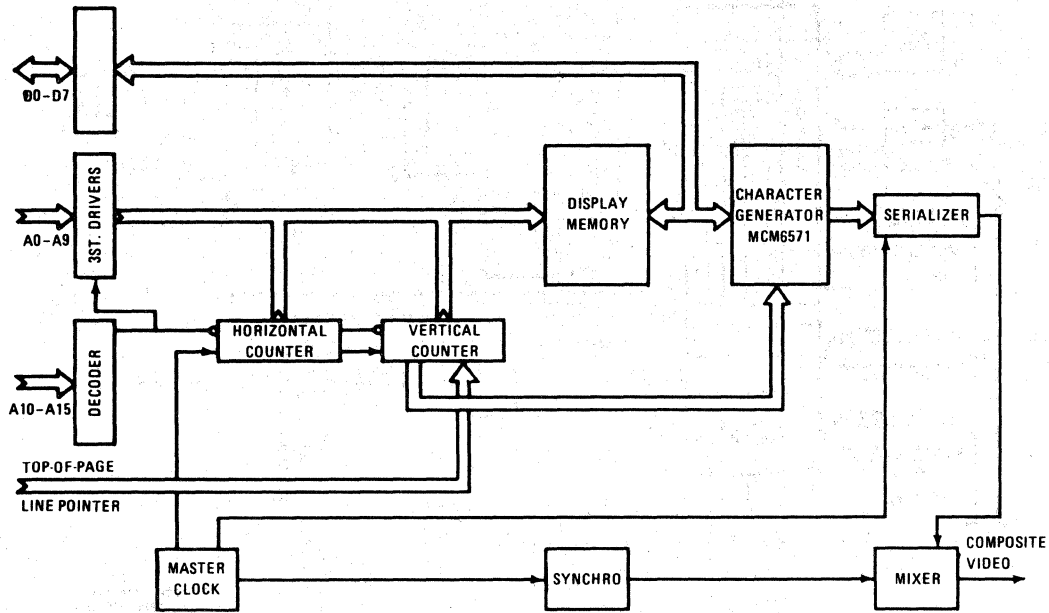 D0-D7
A0-A9
3ST. DRIVERS
DISPLAY
MEMORY
CHARACTER
GENERATOR
MCM6571
SERIALIZER
HORIZONTAL
COUNTER
VERTICAL
COUNTER
A10-A15
DECODER
TOP-OF-PAGE
LINE POINTER
MASTER
CLOCK
SYNCHRO
MIXER
COMPOSITE
VIDEO